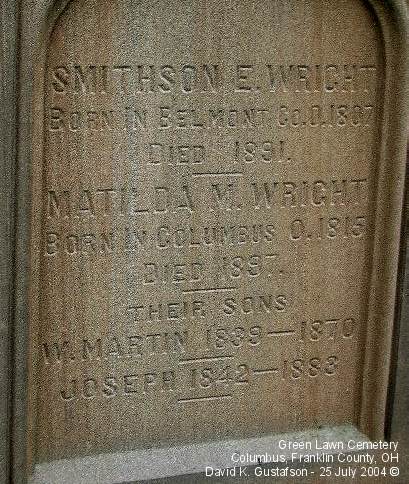 SMITHSON E. WRIGHT
BORN IN BELMONT CO. O. 1807
DIED 1891.
MATILDA M. WRIGHT
BORN IN COLUMBUS O. 1815
DIED 1897.
THEIR SONS
W. MARTIN 1839—1870
JOSEPH 1842—1883
Green Lawn Cemetery
Columbus, Franklin County, OH
David K. Gustafson - 25 July 2004 ©